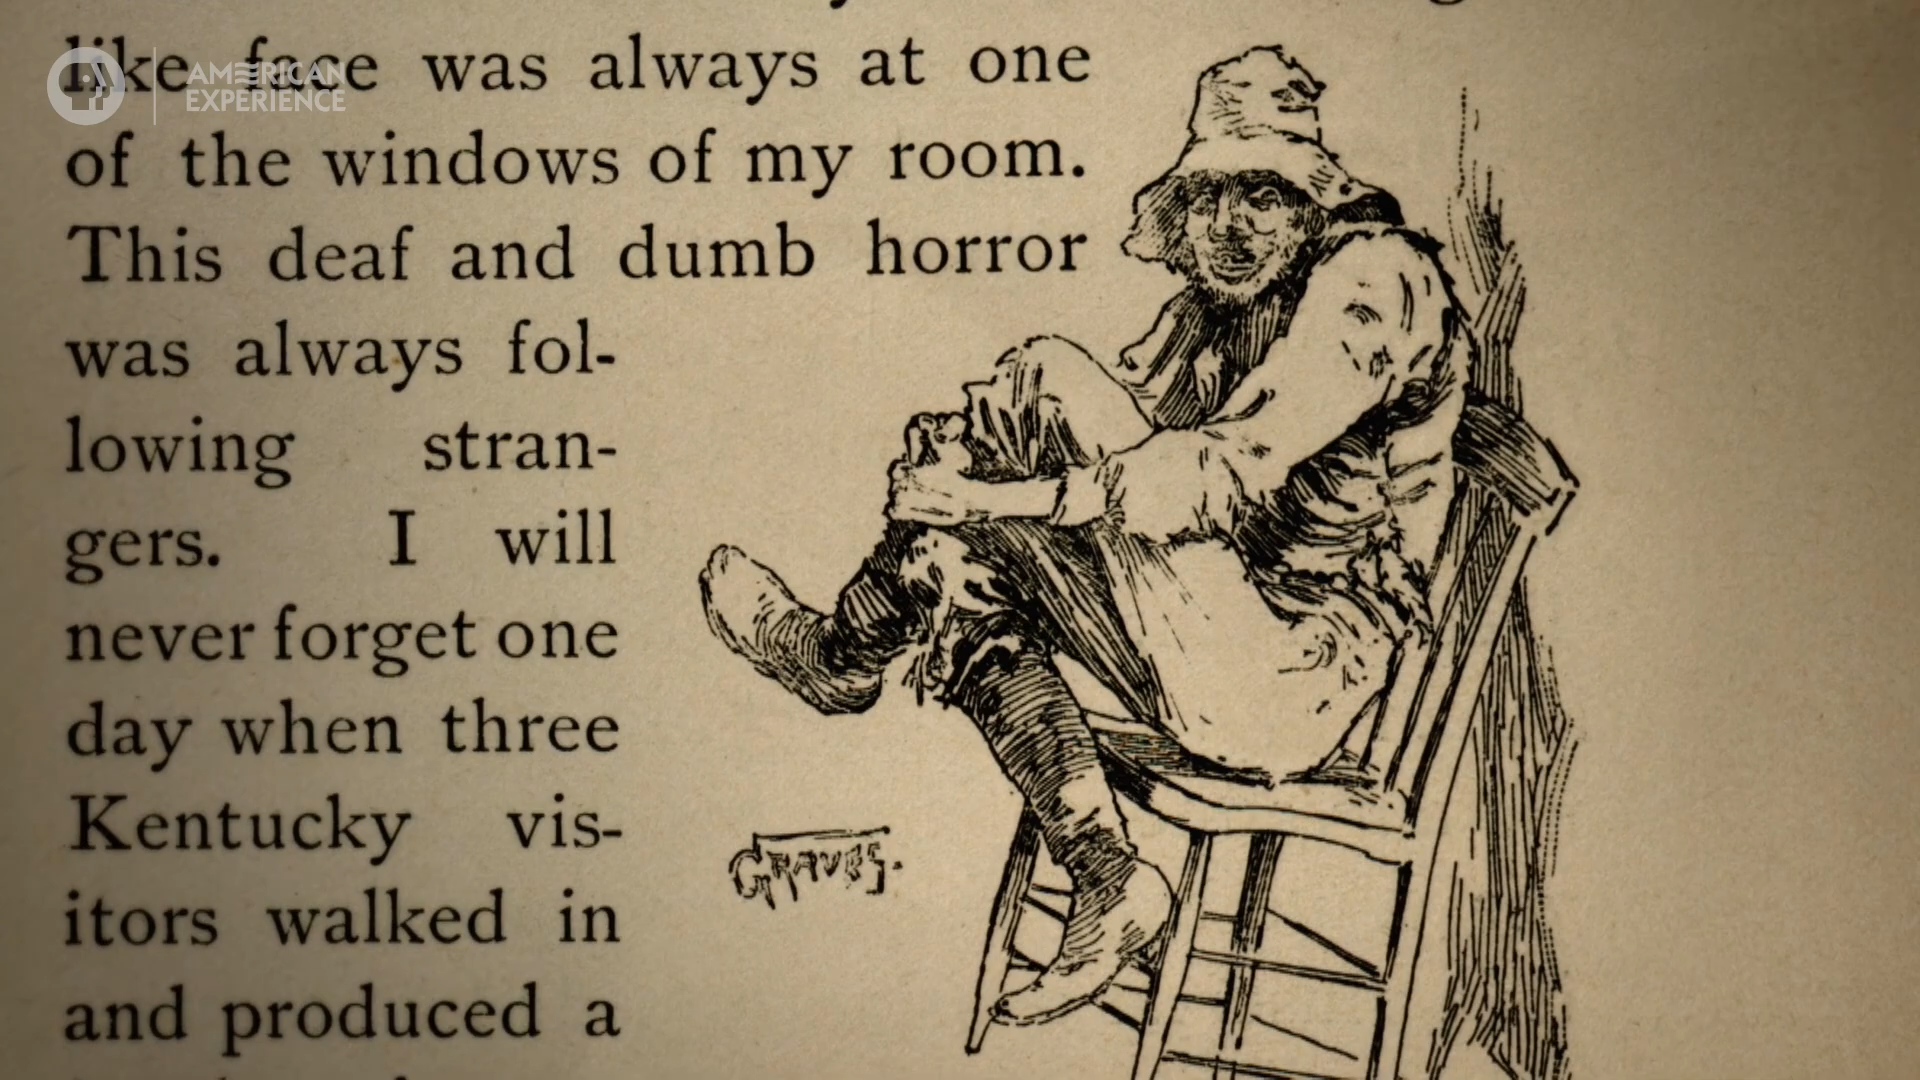 like face was always at one
of the windows of my room.
This deaf and dumb horror
was always fol-
lowing stran-
gers. I will
never forget one
day when three
Kentucky vis-
itors walked in
and produced a
GRAVES.
AMERICAN
EXPERIENCE